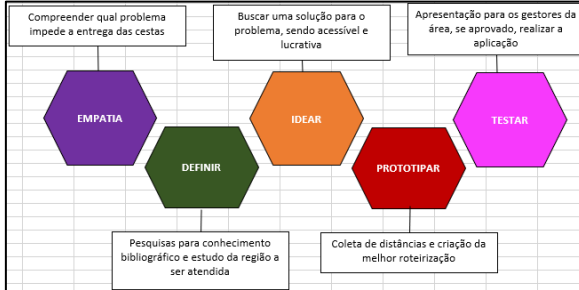 Compreender qual problema
impede a entrega das cestas
Buscar uma solução para o
problema, sendo acessível e
lucrativa
Apresentação para os gestores da
área, se aprovado, realizar a
aplicação
EMPATIA
DEFINIR
IDEAR
PROTOTIPAR
TESTAR
Pesquisas para conhecimento
bibliográfico e estudo da região a
ser atendida
Coleta de distâncias e criação da
melhor roteirização